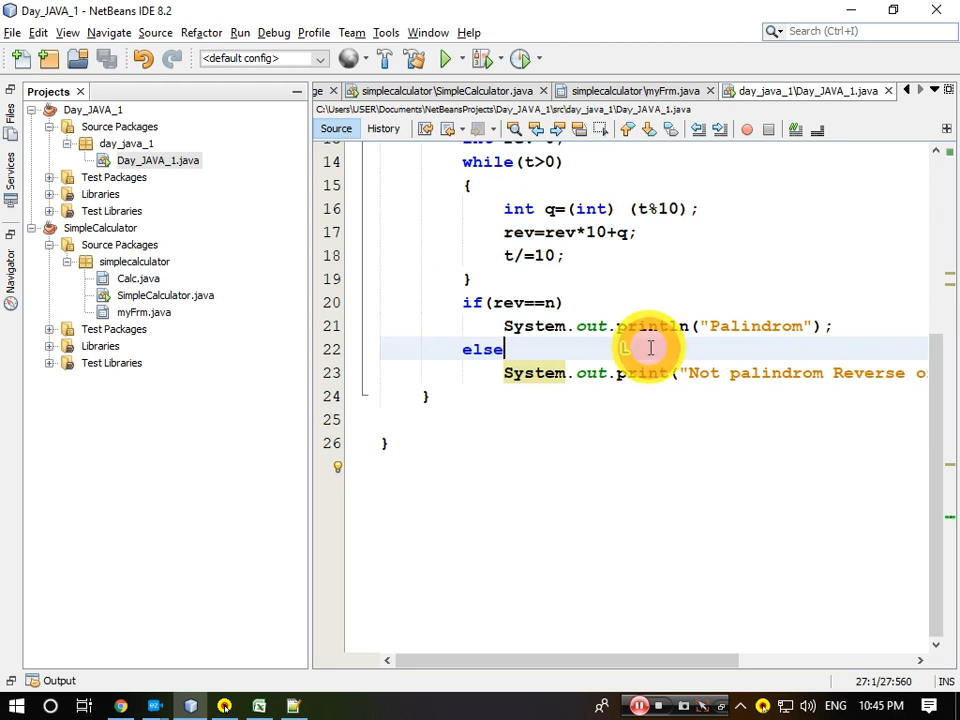 Day_JAVA_1 - NetBeans IDE 8.2
File Edit View Navigate Source Refactor Run Debug Profile Team Tools Window Help
Search (Ctrl+I)
<default config>
Projects
ge
simplecalculator\SimpleCalculator.java
simplecalculator\myFrm.java
day_java_1\Day_JAVA_1.java
C:\Users\USER\Documents\NetBeansProjects\Day_JAVA_1\src\day_java_1\Day_JAVA_1.java
Source History
Files
Services
Navigator
Day_JAVA_1
Source Packages
day_java_1
Day_JAVA_1.java
Test Packages
Libraries
Test Libraries
SimpleCalculator
Source Packages
simplecalculator
Calc.java
SimpleCalculator.java
myFrm.java
Test Packages
Libraries
Test Libraries
14 while(t>0)
15 {
16 int q=(int) (t%10);
17 rev=rev*10+q;
18 t/=10;
19 }
20 if(rev==n)
21 System.out.println("Palindrom");
22 else
23 System.out.print("Not palindrom Reverse o
24 }
25
26 }
L
Output
27:1/27:560 INS
ENG 10:45 PM